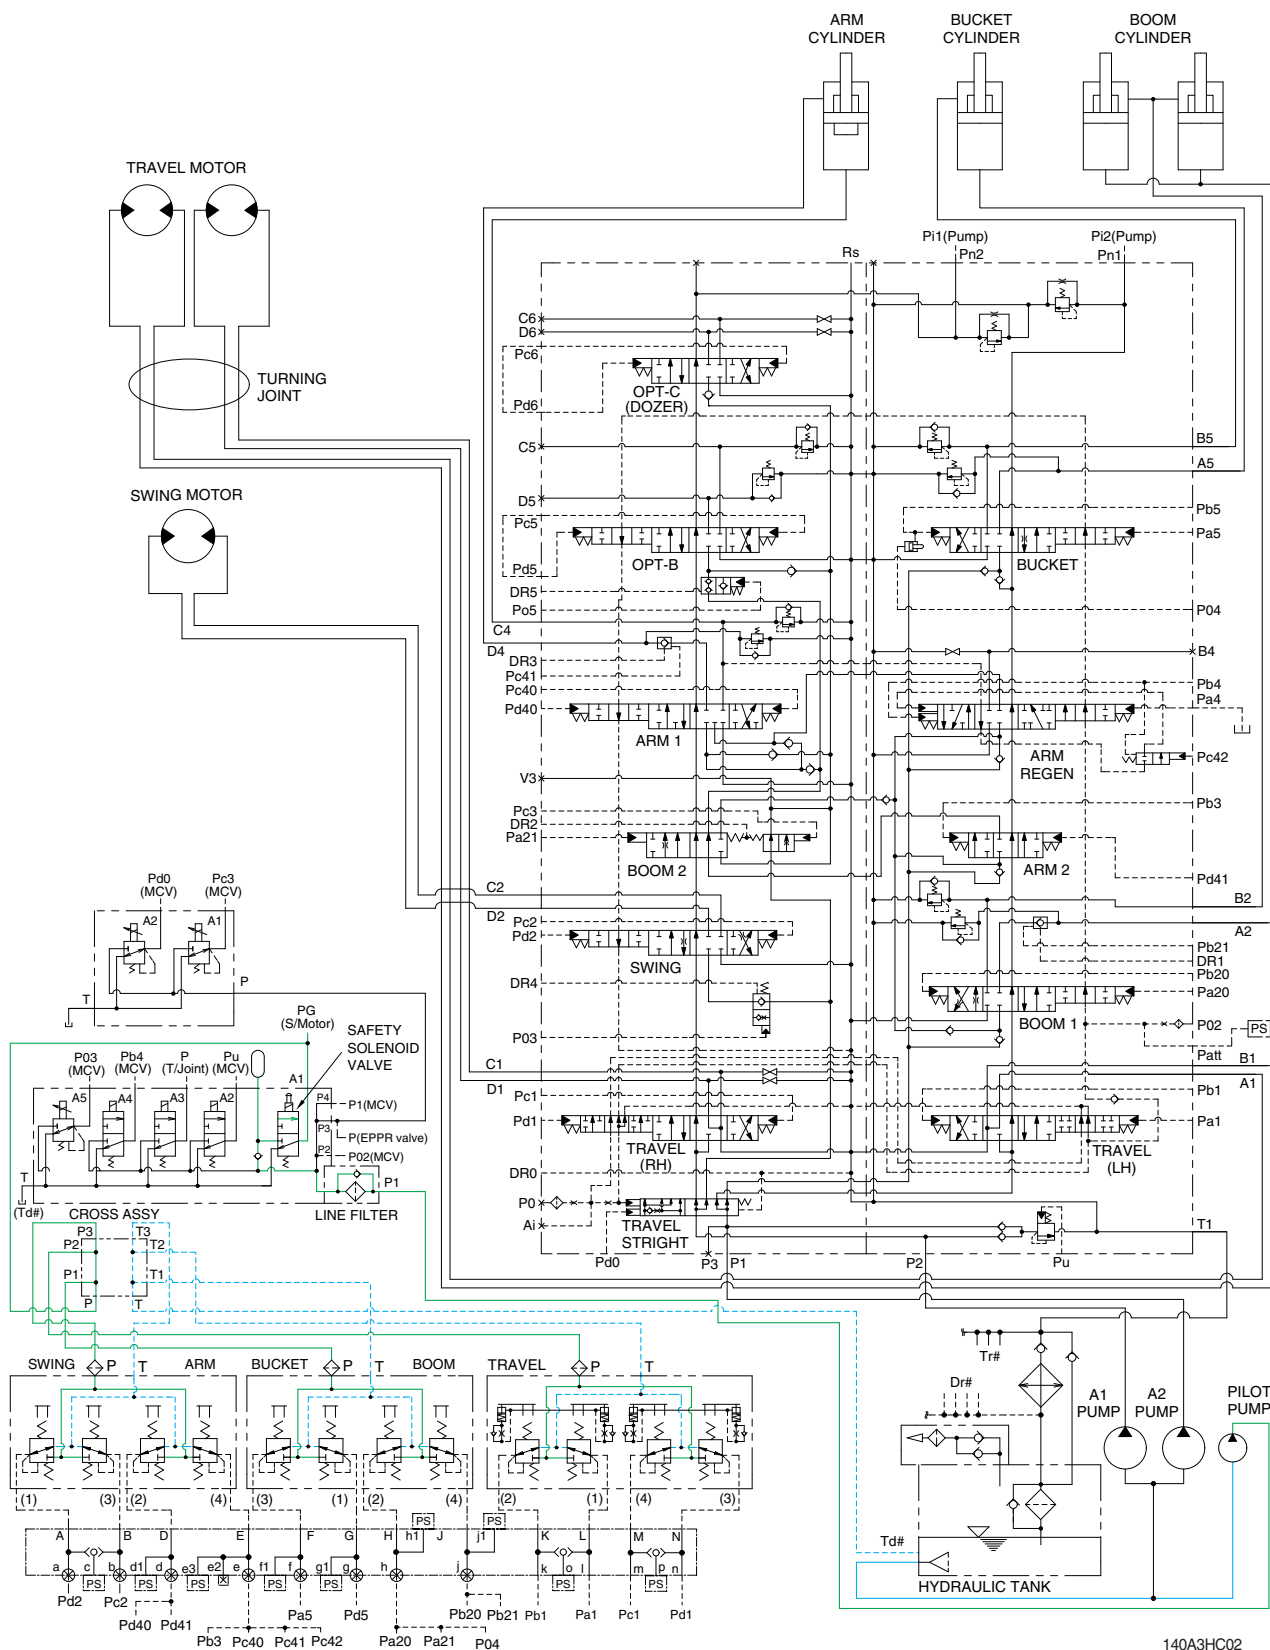 ARM
CYLINDER
BUCKET
CYLINDER
BOOM
CYLINDER
TRAVEL MOTOR
TURNING
JOINT
SWING MOTOR
Pi1(Pump)
Pn2
Pi2(Pump)
Pn1
Rs
C6
D6
Pc6
Pd6
OPT-C
(DOZER)
C5
B5
A5
D5
Pc5
Pb5
Pa5
OPT-B
BUCKET
Pd5
DR5
Po5
P04
C4
D4
B4
DR3
Pc41
Pc40
Pd40
Pb4
Pa4
ARM 1
ARM
REGEN
Pc42
V3
Pc3
DR2
Pa21
Pb3
BOOM 2
ARM 2
Pd41
C2
B2
D2
A2
Pc2
Pd2
SWING
Pb21
DR1
Pb20
Pa20
DR4
BOOM 1
P02
PS
P03
Patt
C1
B1
D1
A1
Pc1
Pb1
Pd1
Pa1
TRAVEL
(RH)
TRAVEL
(LH)
DR0
P0
Ai
TRAVEL
STRIGHT
T1
Pd0
P3
P1
P2
Pu
Pd0
(MCV)
Pc3
(MCV)
A2
A1
P
T
PG
(S/Motor)
SAFETY
SOLENOID
VALVE
P03
(MCV)
Pb4
(MCV)
P
(T/Joint)
Pu
(MCV)
A1
A5
A4
A3
A2
P4
P1(MCV)
P3
P(EPPR valve)
P2
P02(MCV)
T
(Td#)
P1
LINE FILTER
CROSS ASSY
P3
T3
P2
T2
P1
T1
P
T
SWING
P
T
ARM
BUCKET
P
T
BOOM
TRAVEL
P
T
(1)
(3)
(2)
(4)
(3)
(1)
(2)
(4)
(2)
(1)
(4)
(3)
A
B
D
E
F
G
H
h1
PS
J
j1
PS
K
L
M
N
a
c
b
d1
d
e3
e2
e
f1
f
g1
g
h
j
k
o
l
m
p
n
PS
PS
PS
PS
PS
PS
PS
Pd2
Pc2
Pd40
Pd41
Pb3
Pc40
Pc41
Pc42
Pa5
Pd5
Pa20
Pa21
P04
Pb20
Pb21
Pb1
Pa1
Pc1
Pd1
Tr#
Dr#
A1
PUMP
A2
PUMP
PILOT
PUMP
Td#
HYDRAULIC TANK
140A3HC02